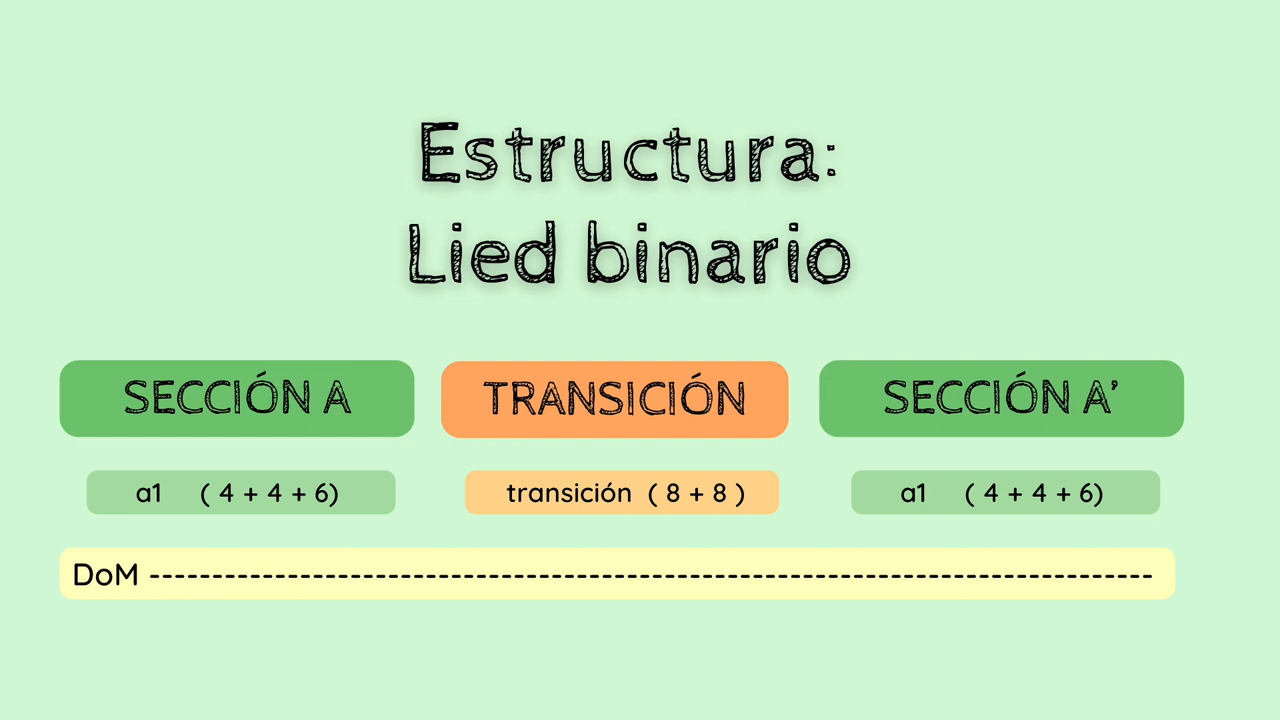 Estructura:
Lied binario
SECCIÓN A
TRANSICIÓN
SECCIÓN A’
a1 ( 4 + 4 + 6)
transición ( 8 + 8 )
a1 ( 4 + 4 + 6)
DoM --------------------------------------------------------------------------------